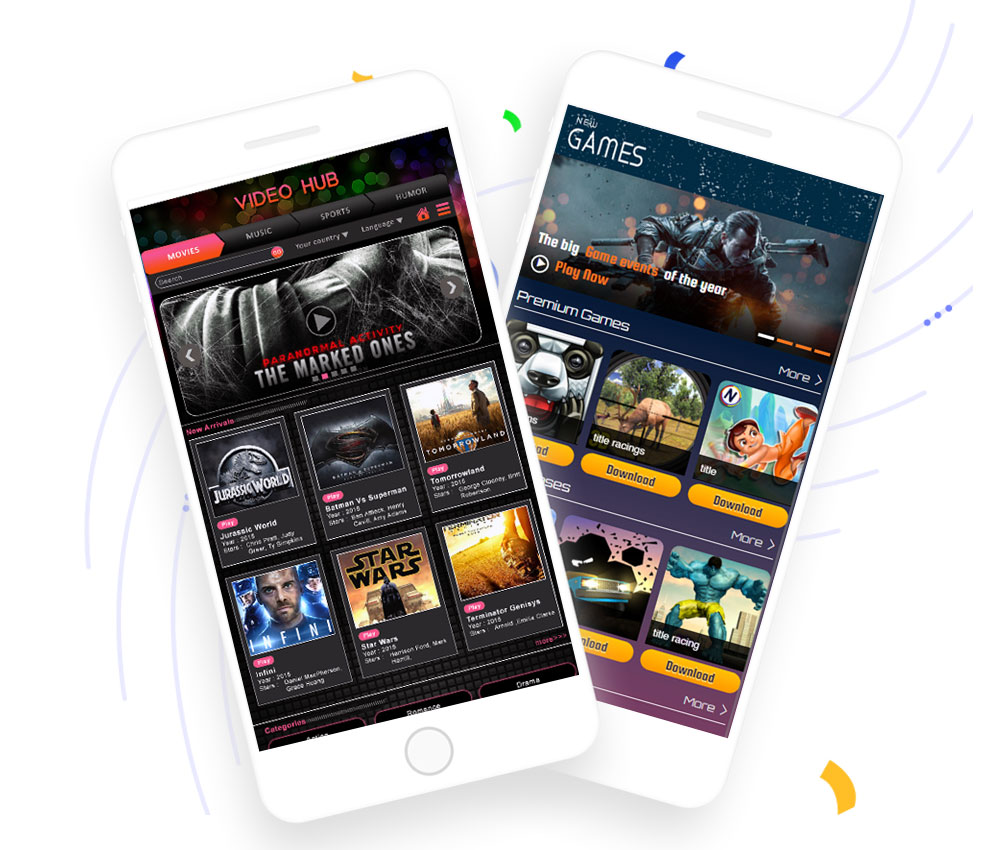 VIDEO HUB
MOVIES
MUSIC
SPORTS
HUMOR
Search
GO
Your country
Language
PARANORMAL ACTIVITY
THE MARKED ONES
New Arrivals
JURASSIC WORLD
Play
Jurassic World
Year : 2015
Stars : Chris Pratt, Judy
Greer, Ty Simpkins
BATMAN V SUPERMAN
Play
Batman Vs Superman
Year : 2015
Stars : Ben Affleck, Henry
Cavill, Amy Adams
TOMORROWLAND
Play
Tomorrowland
Year : 2015
Stars : George Clooney, Britt
Robertson
INFINI
Play
Infini
Year : 2015
Stars : Daniel MacPherson,
Grace Huang
STAR
WARS
Play
Star Wars
Year : 2015
Stars : Harrison Ford, Mark
Hamill,
Play
Terminator Genisys
Year : 2015
Stars : Arnold ,Emilia Clarke
more>>>
Categories
Romance
Drama
NEW
GAMES
The big Game events of the year
Play Now
Premium Games
More >
title racings
Download
title
Download
More >
title racing
Download
More >